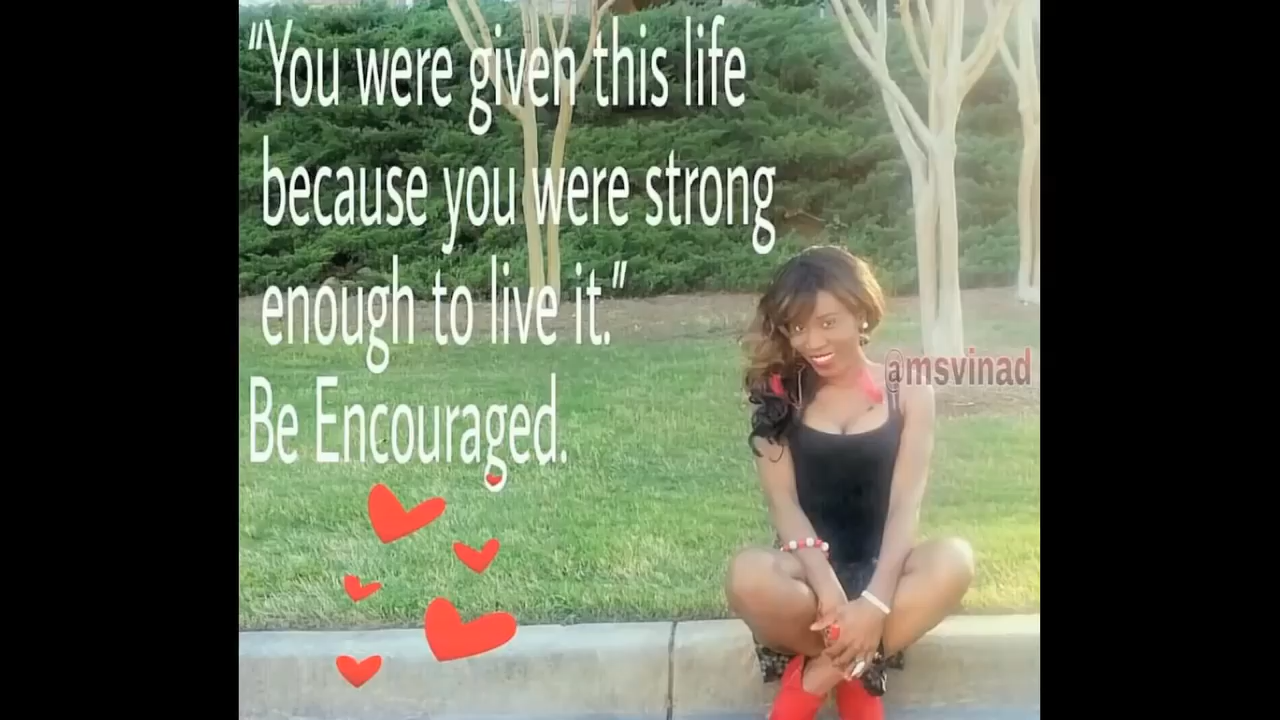 “You were given this life
because you were strong
enough to live it.”
@msvinad
Be Encouraged.